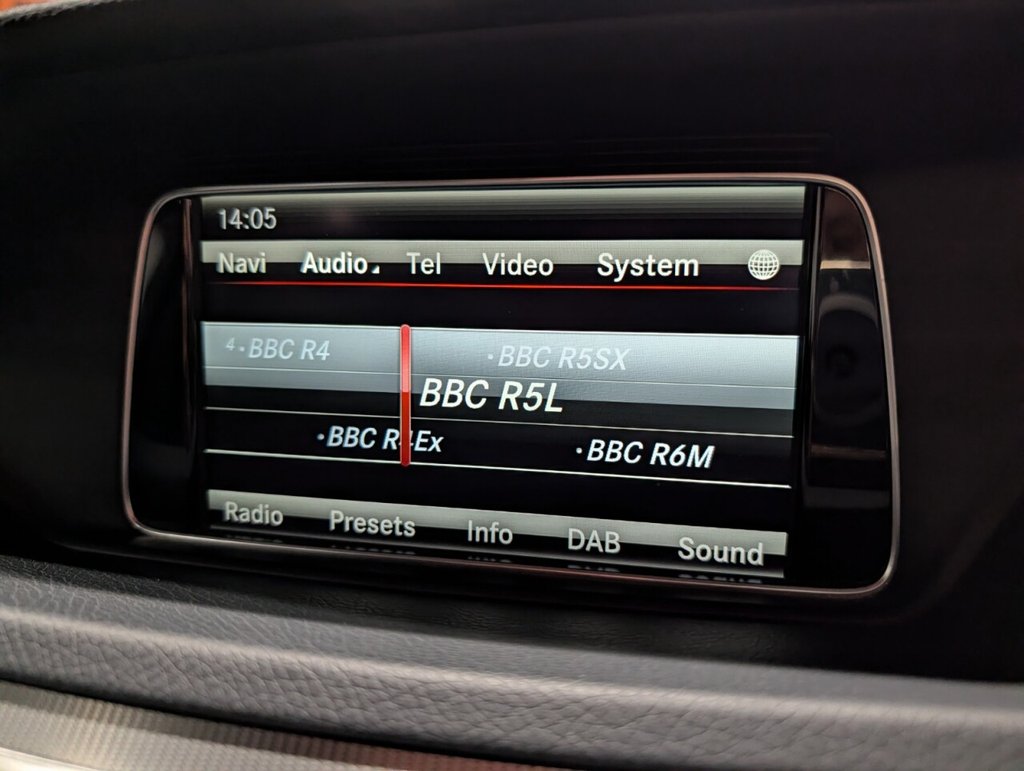 14:05
Navi Audio Tel Video System
4 · BBC R4 · BBC R5SX
BBC R5L
· BBC R4Ex · BBC R6M
Radio Presets Info DAB Sound